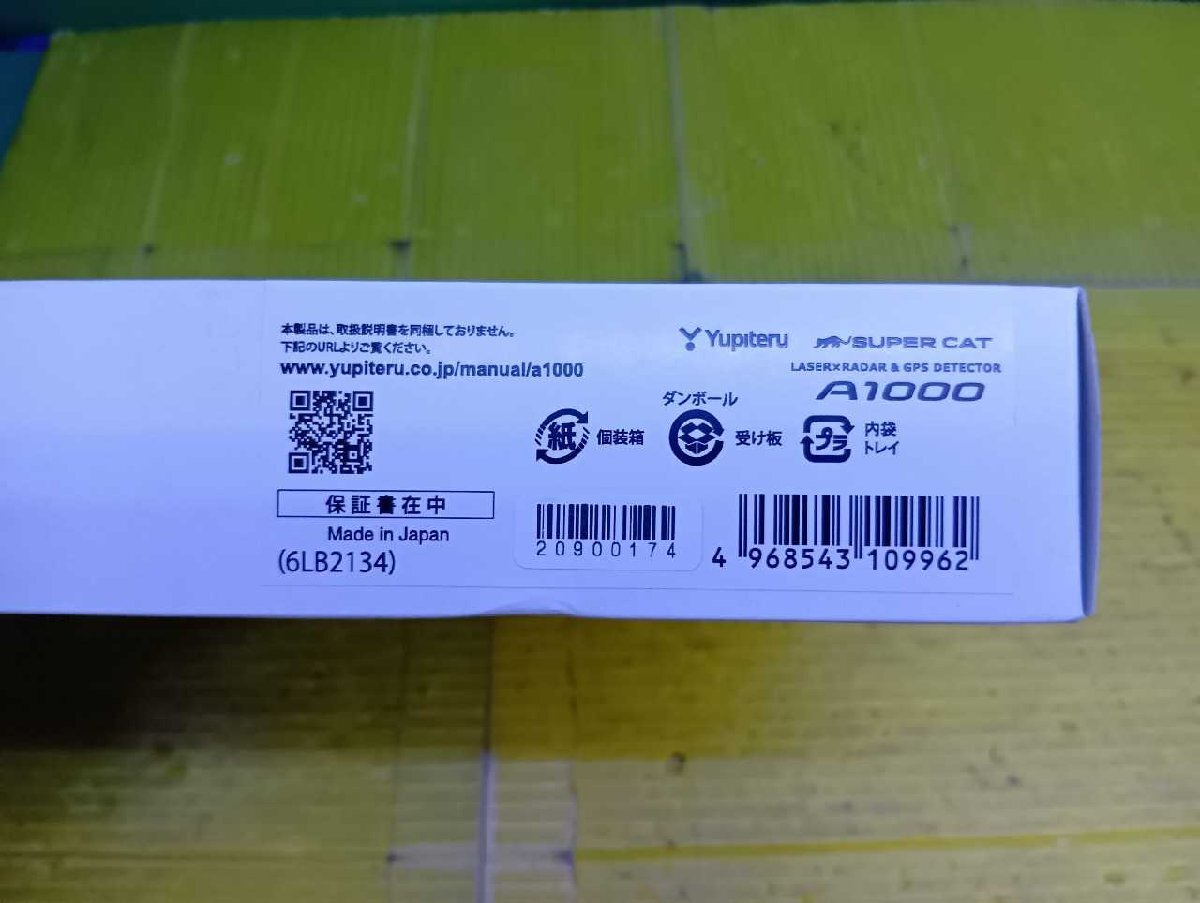 本製品は、取扱説明書を同梱しておりません。
下記のURLよりご覧ください。
www.yupiteru.co.jp/manual/a1000
Yupiteru
SUPER CAT
LASER×RADAR & GPS DETECTOR
A1000
紙
個装箱
ダンボール
受け板
プラ
内袋
トレイ
保証書在中
Made in Japan
(6LB2134)
20900174
4 968543 109962